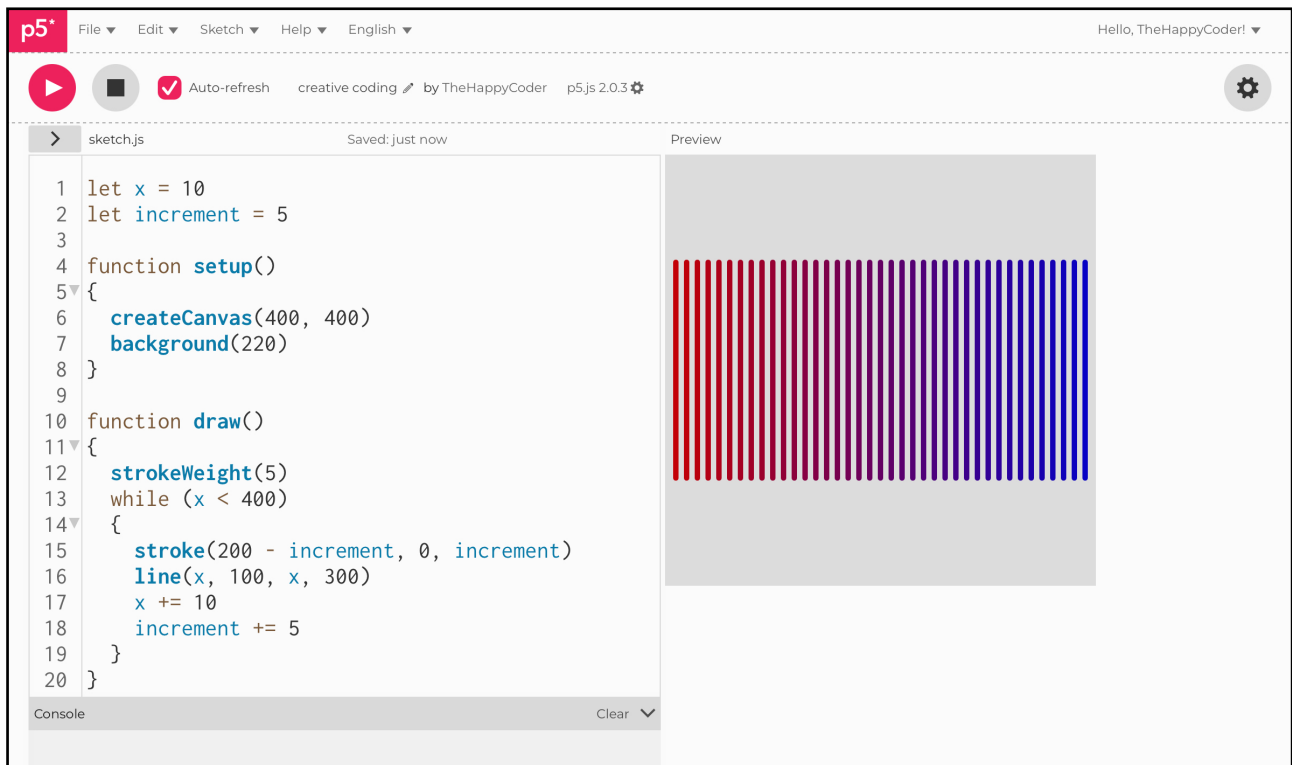 p5* File Edit Sketch Help English Hello, TheHappyCoder!
Auto-refresh creative coding by TheHappyCoder p5.js 2.0.3
sketch.js Saved: just now Preview
1 let x = 10
2 let increment = 5
3
4 function setup()
5 {
6 createCanvas(400, 400)
7 background(220)
8 }
9
10 function draw()
11 {
12 strokeWeight(5)
13 while (x < 400)
14 {
15 stroke(200 - increment, 0, increment)
16 line(x, 100, x, 300)
17 x += 10
18 increment += 5
19 }
20 }
Console Clear